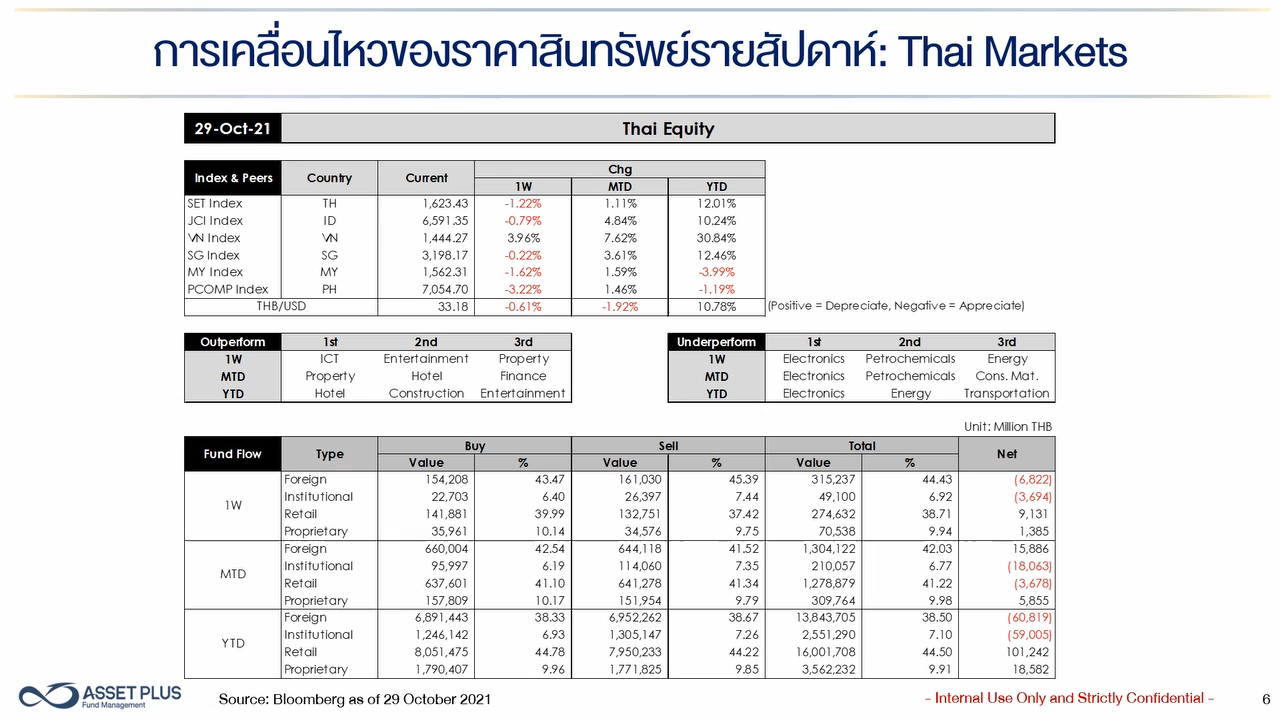 การเคลื่อนไหวของราคาสินทรัพย์รายสัปดาห์: Thai Markets
29-Oct-21 Thai Equity
Index & Peers Country Current Chg
1W MTD YTD
SET Index TH 1,623.43 -1.22% 1.11% 12.01%
JCI Index ID 6,591.35 -0.79% 4.84% 10.24%
VN Index VN 1,444.27 3.96% 7.62% 30.84%
SG Index SG 3,198.17 -0.22% 3.61% 12.46%
MY Index MY 1,562.31 -1.62% 1.59% -3.99%
PCOMP Index PH 7,054.70 -3.22% 1.46% -1.19%
THB/USD 33.18 -0.61% -1.92% 10.78% (Positive = Depreciate, Negative = Appreciate)
Outperform 1st 2nd 3rd
1W ICT Entertainment Property
MTD Property Hotel Finance
YTD Hotel Construction Entertainment
Underperform 1st 2nd 3rd
1W Electronics Petrochemicals Energy
MTD Electronics Petrochemicals Cons. Mat.
YTD Electronics Energy Transportation
Unit: Million THB
Fund Flow Type Buy Sell Total Net
Value % Value % Value %
1W
Foreign 154,208 43.47 161,030 45.39 315,237 44.43 (6,822)
Institutional 22,703 6.40 26,397 7.44 49,100 6.92 (3,694)
Retail 141,881 39.99 132,751 37.42 274,632 38.71 9,131
Proprietary 35,961 10.14 34,576 9.75 70,538 9.94 1,385
MTD
Foreign 660,004 42.54 644,118 41.52 1,304,122 42.03 15,886
Institutional 95,997 6.19 114,060 7.35 210,057 6.77 (18,063)
Retail 637,601 41.10 641,278 41.34 1,278,879 41.22 (3,678)
Proprietary 157,809 10.17 151,954 9.79 309,764 9.98 5,855
YTD
Foreign 6,891,443 38.33 6,952,262 38.67 13,843,705 38.50 (60,819)
Institutional 1,246,142 6.93 1,305,147 7.26 2,551,290 7.10 (59,005)
Retail 8,051,475 44.78 7,950,233 44.22 16,001,708 44.50 101,242
Proprietary 1,790,407 9.96 1,771,825 9.85 3,562,232 9.91 18,582
ASSET PLUS
Fund Management
Source: Bloomberg as of 29 October 2021
- Internal Use Only and Strictly Confidential -
6